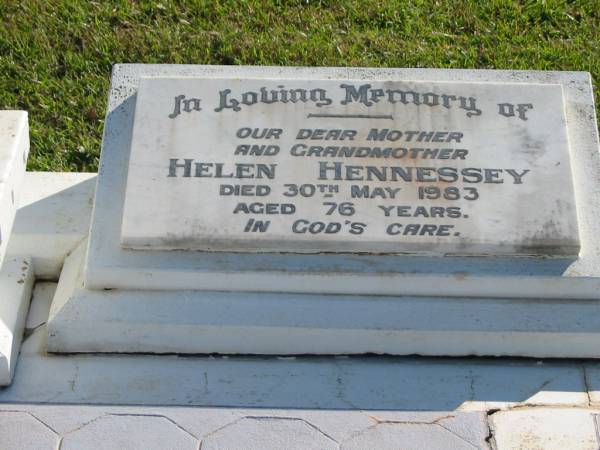 In Loving Memory of
OUR DEAR MOTHER
AND GRANDMOTHER
HELEN HENNESSEY
DIED 30TH MAY 1983
AGED 76 YEARS.
IN GOD'S CARE.